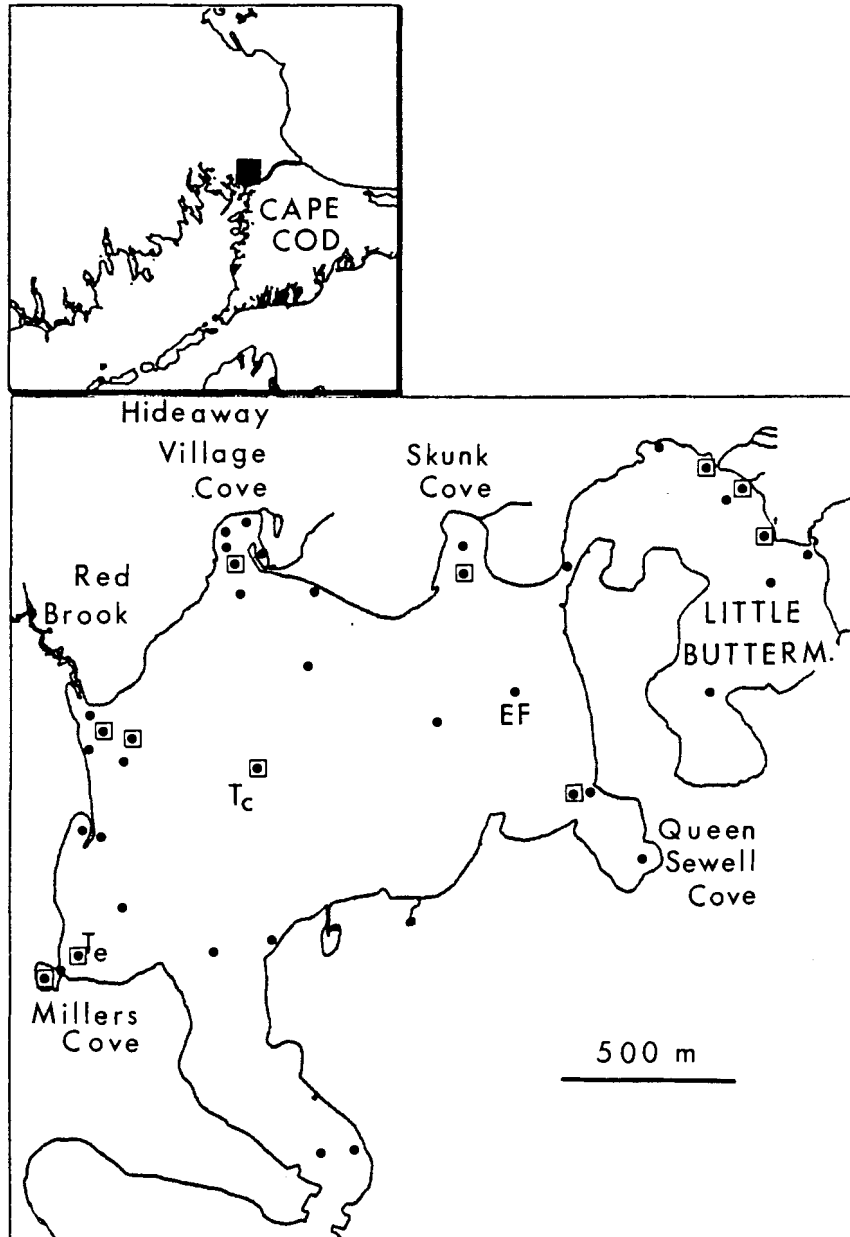 CAPE
COD
Hideaway
Village
Cove
Skunk
Cove
Red
Brook
LITTLE
BUTTERM.
EF
Tc
Queen
Sewell
Cove
Te
Millers
Cove
500 m